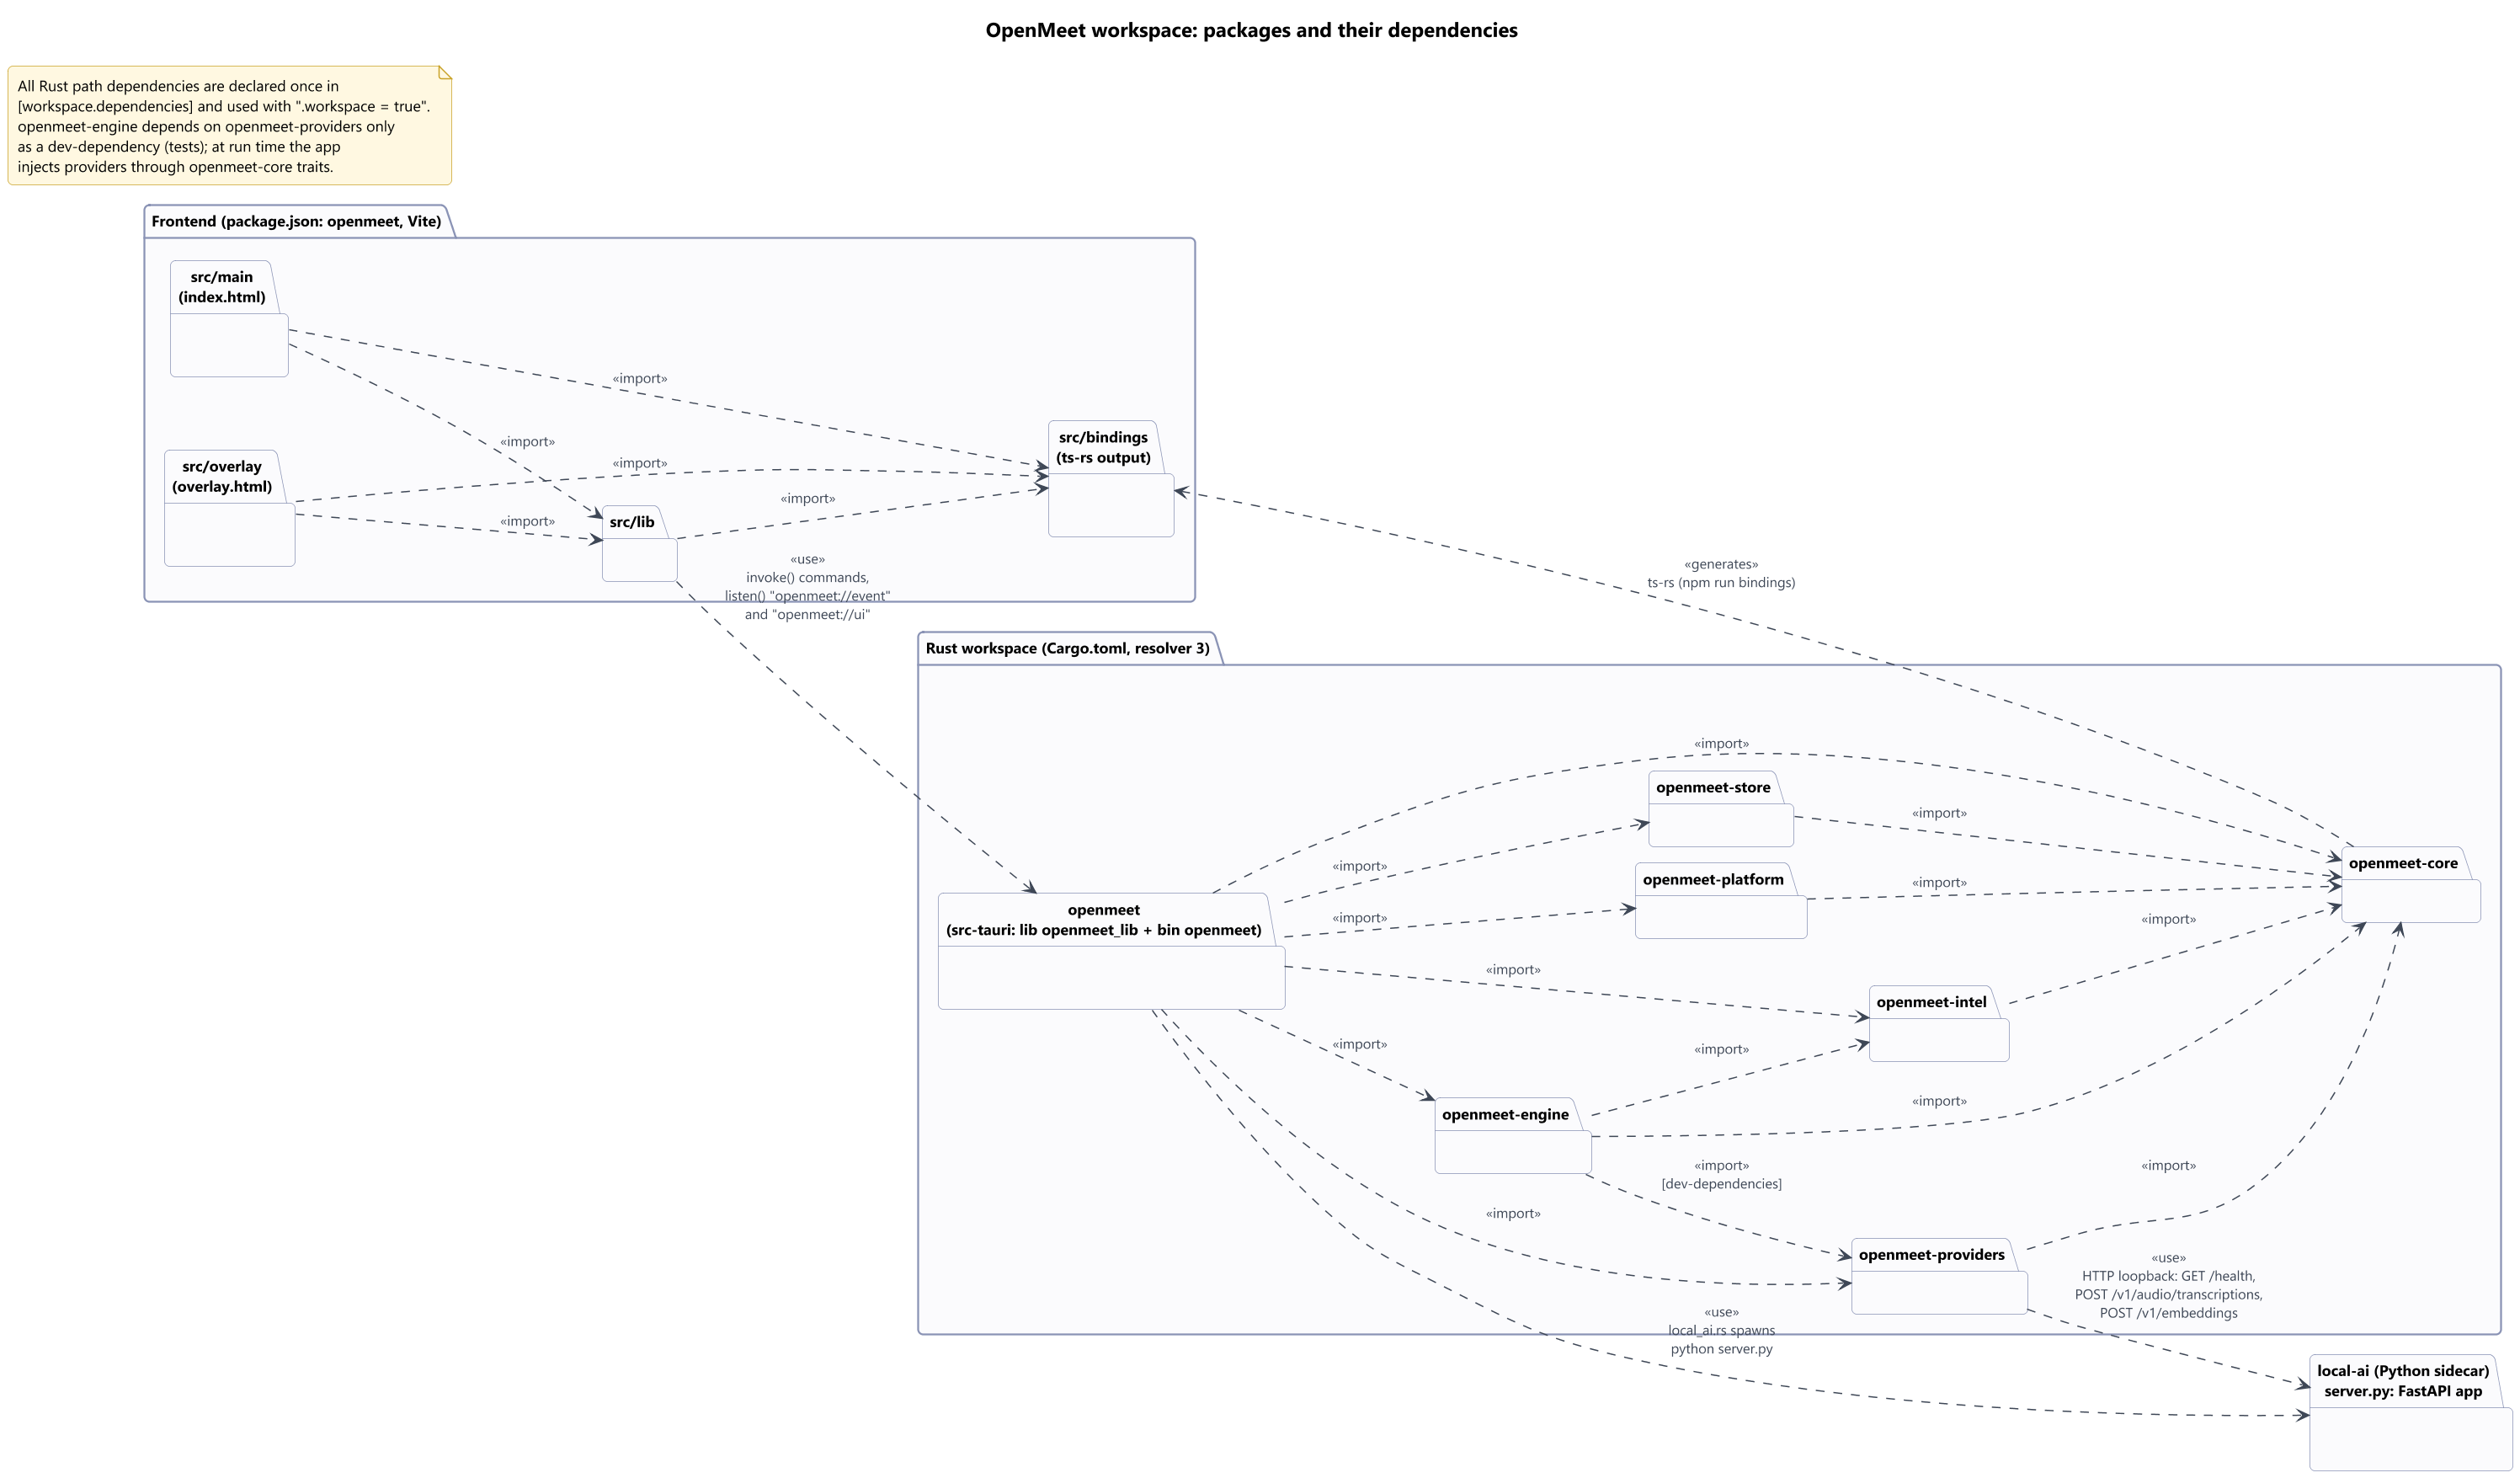 OpenMeet workspace: packages and their dependencies
All Rust path dependencies are declared once in
[workspace.dependencies] and used with ".workspace = true".
openmeet-engine depends on openmeet-providers only
as a dev-dependency (tests); at run time the app
injects providers through openmeet-core traits.
Frontend (package.json: openmeet, Vite)
src/main
(index.html)
«import»
«import»
src/overlay
(overlay.html)
«import»
«import»
src/lib
«import»
src/bindings
(ts-rs output)
«use»
invoke() commands,
listen() "openmeet://event"
and "openmeet://ui"
«generates»
ts-rs (npm run bindings)
Rust workspace (Cargo.toml, resolver 3)
«import»
openmeet-store
«import»
«import»
openmeet-platform
«import»
«import»
openmeet-core
openmeet
(src-tauri: lib openmeet_lib + bin openmeet)
«import»
«import»
openmeet-intel
«import»
«import»
openmeet-engine
«import»
«import»
[dev-dependencies]
«import»
«import»
openmeet-providers
«use»
HTTP loopback: GET /health,
POST /v1/audio/transcriptions,
POST /v1/embeddings
«use»
local_ai.rs spawns
python server.py
local-ai (Python sidecar)
server.py: FastAPI app